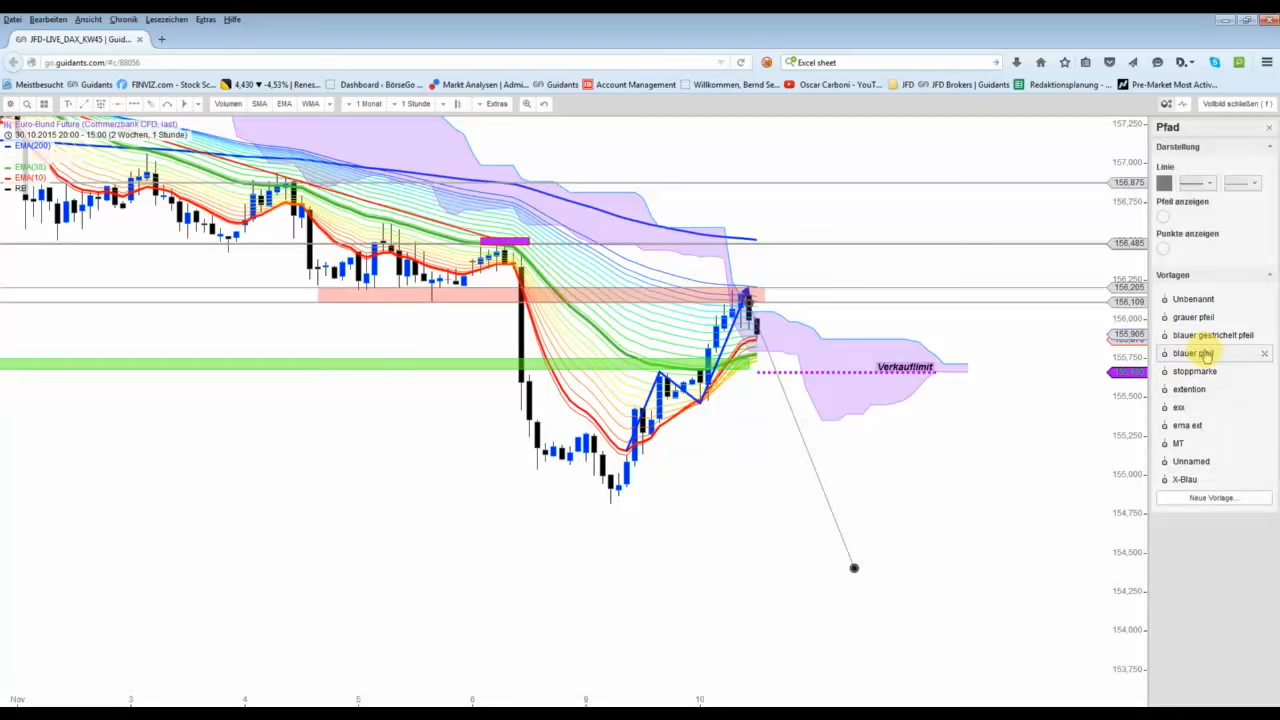 Datei Bearbeiten Ansicht Chronik Lesezeichen Extras Hilfe
JFD-LIVE_DAX_KW45 | Guid...
go.guidants.com/#c/88056
Excel sheet
Meistbesucht Guidants FINVIZ.com - Stock Sc... 4,430 ▼ -4,53% | Renes... Dashboard - BörseGo ... Markt Analysen | Admi... Guidants Account Management Willkommen, Bernd Se... Oscar Carboni - YouT... JFD JFD Brokers | Guidants Redaktionsplanung - ... Pre-Market Most Activ...
Volumen SMA EMA WMA 1 Monat 1 Stunde Extras Vollbild schließen ( f )
Euro-Bund Future (Commerzbank CFD, last)
30.10.2015 20:00 - 15:00 (2 Wochen, 1 Stunde)
EMA(200)
EMA(38)
EMA(10)
RB
157,250
157,000
156,875
156,750
156,485
156,250
156,205
156,109
156,000
155,905
155,750
155,500
155,250
155,000
154,750
154,500
154,250
154,000
153,750
Verkauflimit
Nov 3 4 5 6 9 10
Pfad
Darstellung
Linie
Pfeil anzeigen
Punkte anzeigen
Vorlagen
Unbenannt
grauer pfeil
blauer gestrichelt pfeil
blauer pfeil
stoppmarke
extention
exx
ema ext
MT
Unnamed
X-Blau
Neue Vorlage...